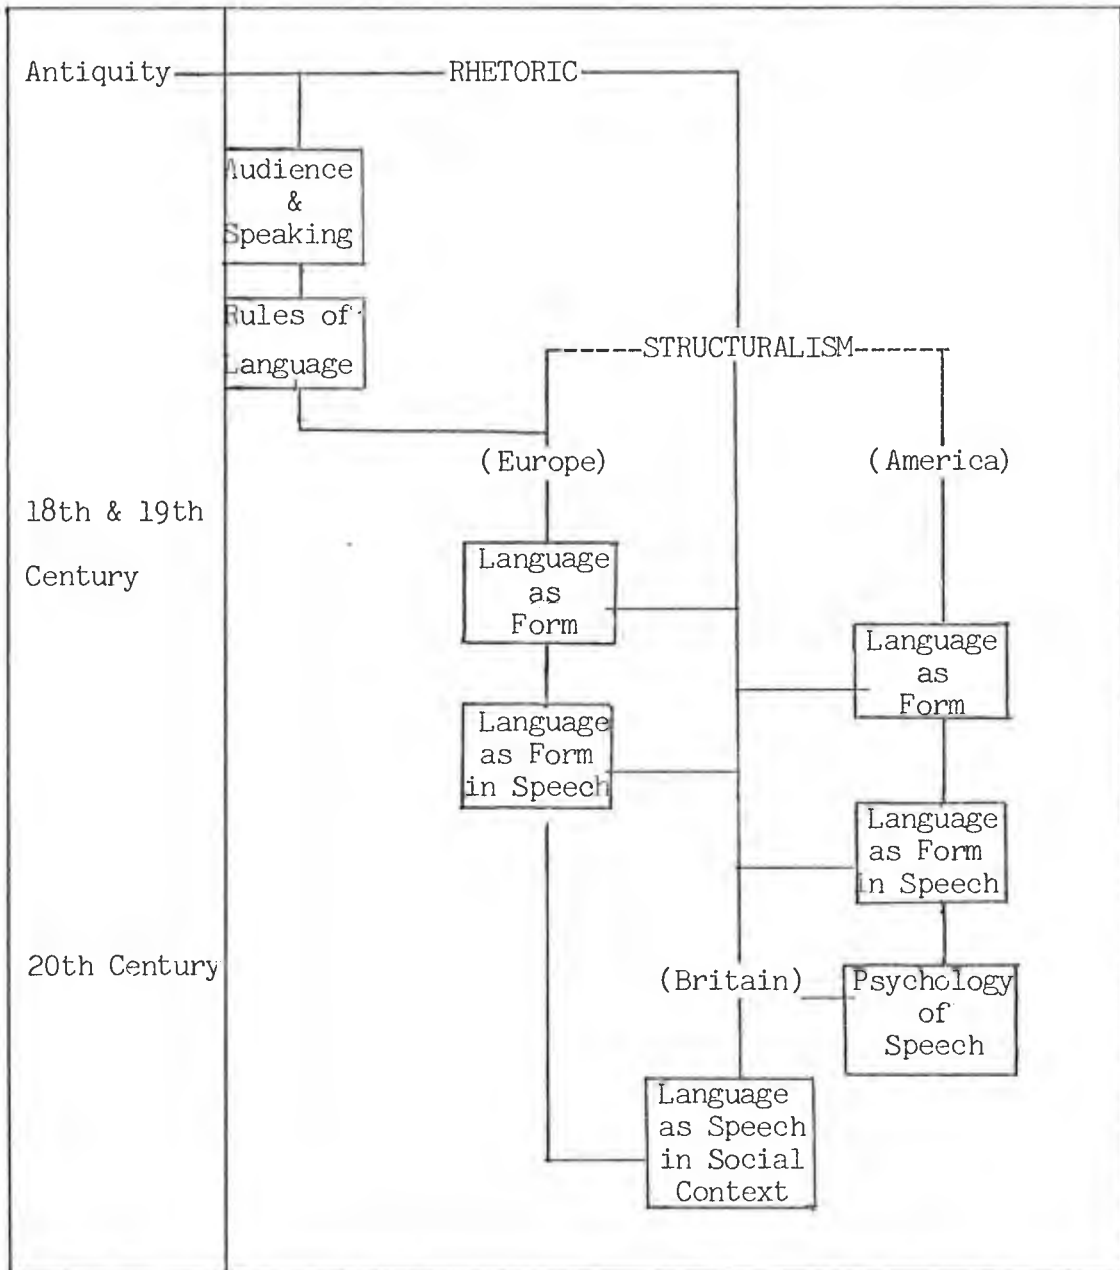 Antiquity
RHETORIC
Audience
&
Speaking
Rules of
Language
STRUCTURALISM
(Europe)
(America)
18th & 19th
Century
Language
as
Form
Language
as
Form
Language
as Form
in Speech
Language
as Form
in Speech
20th Century
(Britain)
Psychology
of
Speech
Language
as Speech
in Social
Context